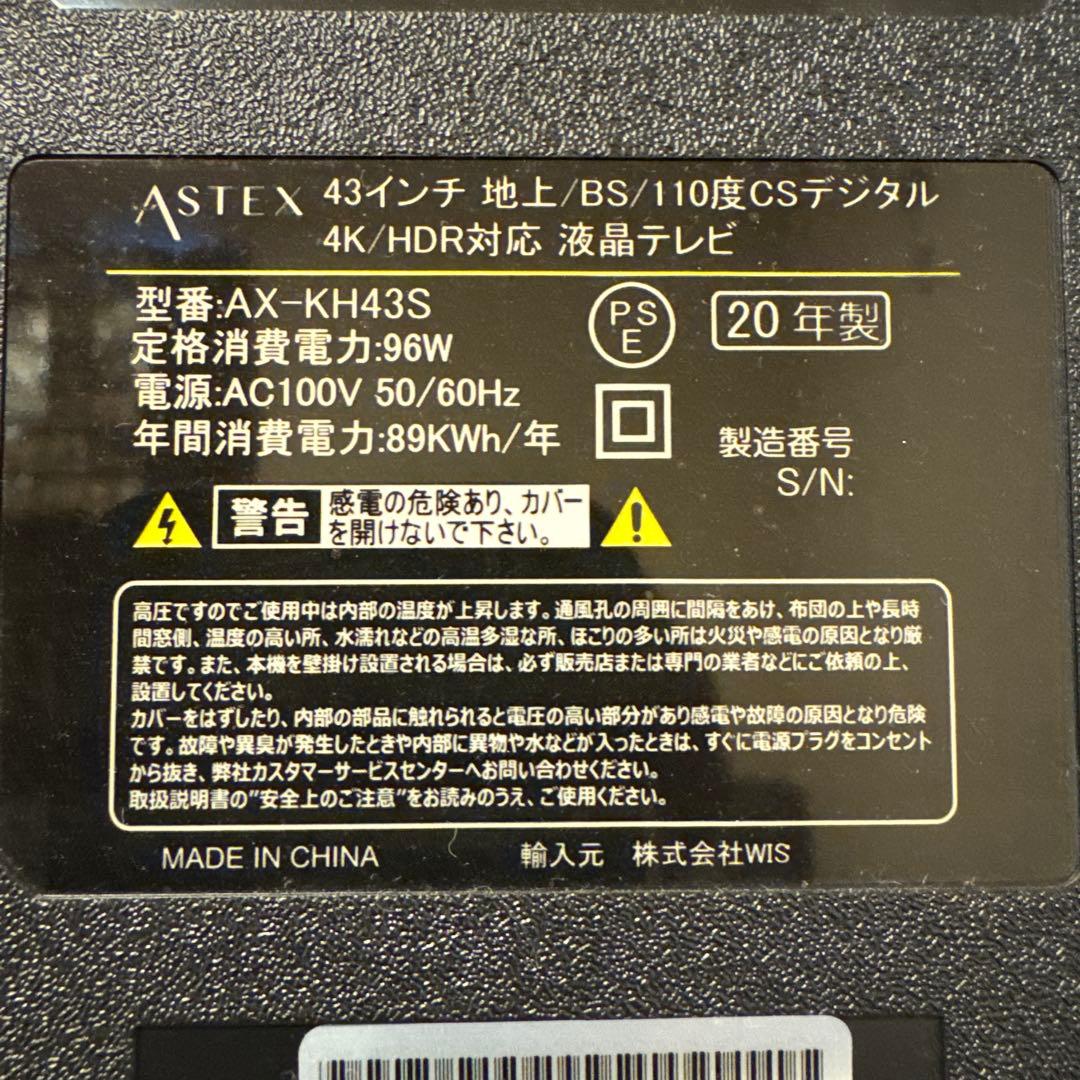 ASTEX 43インチ 地上/BS/110度CSデジタル
4K/HDR対応 液晶テレビ
型番:AX-KH43S
定格消費電力:96W
電源:AC100V 50/60Hz
年間消費電力:89KWh/年
PS
E
20 年製
製造番号
S/N:
警告
感電の危険あり、カバー
を開けないで下さい。
高圧ですのでご使用中は内部の温度が上昇します。通風孔の周囲に間隔をあけ、布団の上や長時
間窓側、温度の高い所、水濡れなどの高温多湿な所、ほこりの多い所は火災や感電の原因となり厳
禁です。また、本機を壁掛け設置される場合は、必ず販売店または専門の業者などにご依頼の上、
設置してください。
カバーをはずしたり、内部の部品に触れられると電圧の高い部分があり感電や故障の原因となり危険
です。故障や異臭が発生したときや内部に異物や水などが入ったときは、すぐに電源プラグをコンセント
から抜き、弊社カスタマーサービスセンターへお問い合わせください。
取扱説明書の"安全上のご注意"をお読みのうえ、ご使用ください。
MADE IN CHINA
輸入元 株式会社WIS